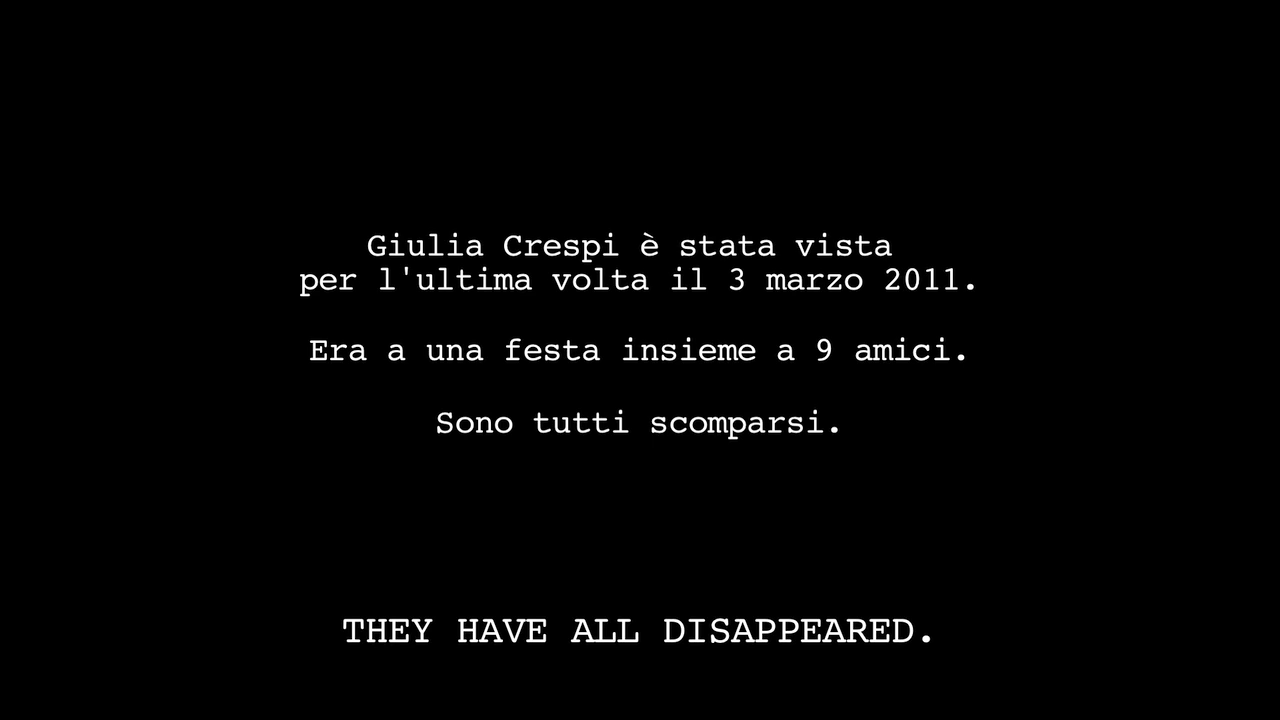 Giulia Crespi è stata vista
per l'ultima volta il 3 marzo 2011.
Era a una festa insieme a 9 amici.
Sono tutti scomparsi.
THEY HAVE ALL DISAPPEARED.